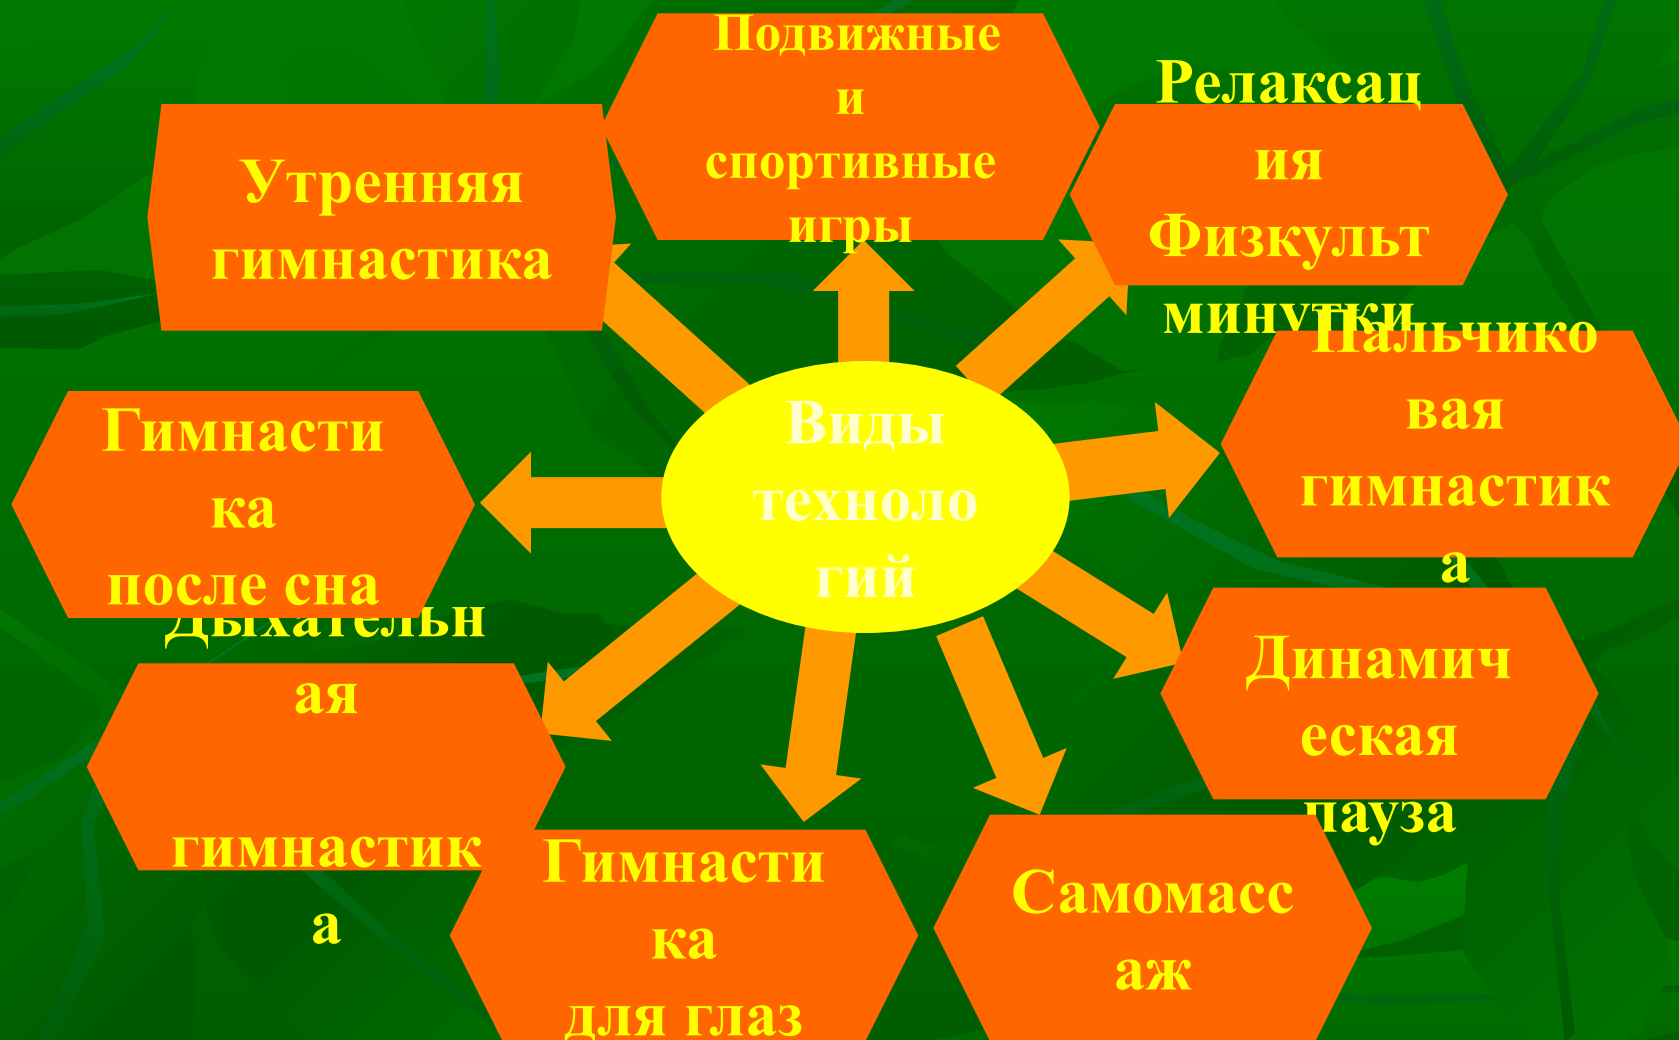 Подвижные
и
спортивные
игры
Релаксац
ия
Физкульт
минутки
Утренняя
гимнастика
Пальчико
вая
гимнастик
а
Виды
техноло
гий
Гимнасти
ка
после сна
Динамич
еская
пауза
Дыхательн
ая
гимнастик
а
Гимнасти
ка
для глаз
Самомасс
аж